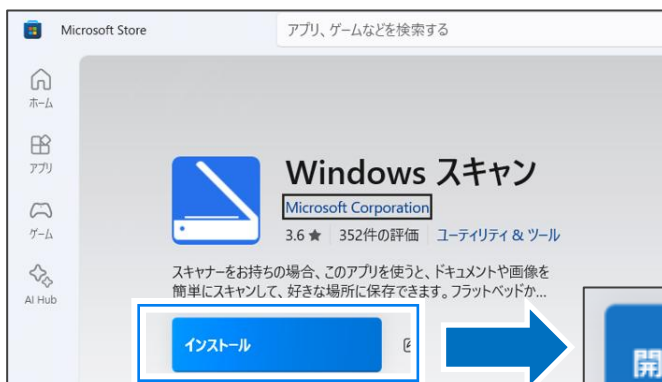 Microsoft Store
アプリ、ゲームなどを検索する
ホーム
アプリ
ゲーム
AI Hub
Windows スキャン
Microsoft Corporation
3.6 ★ 352件の評価 ユーティリティ & ツール
スキャナーをお持ちの場合、このアプリを使うと、ドキュメントや画像を
簡単にスキャンして、好きな場所に保存できます。フラットベッドか...
インストール
開